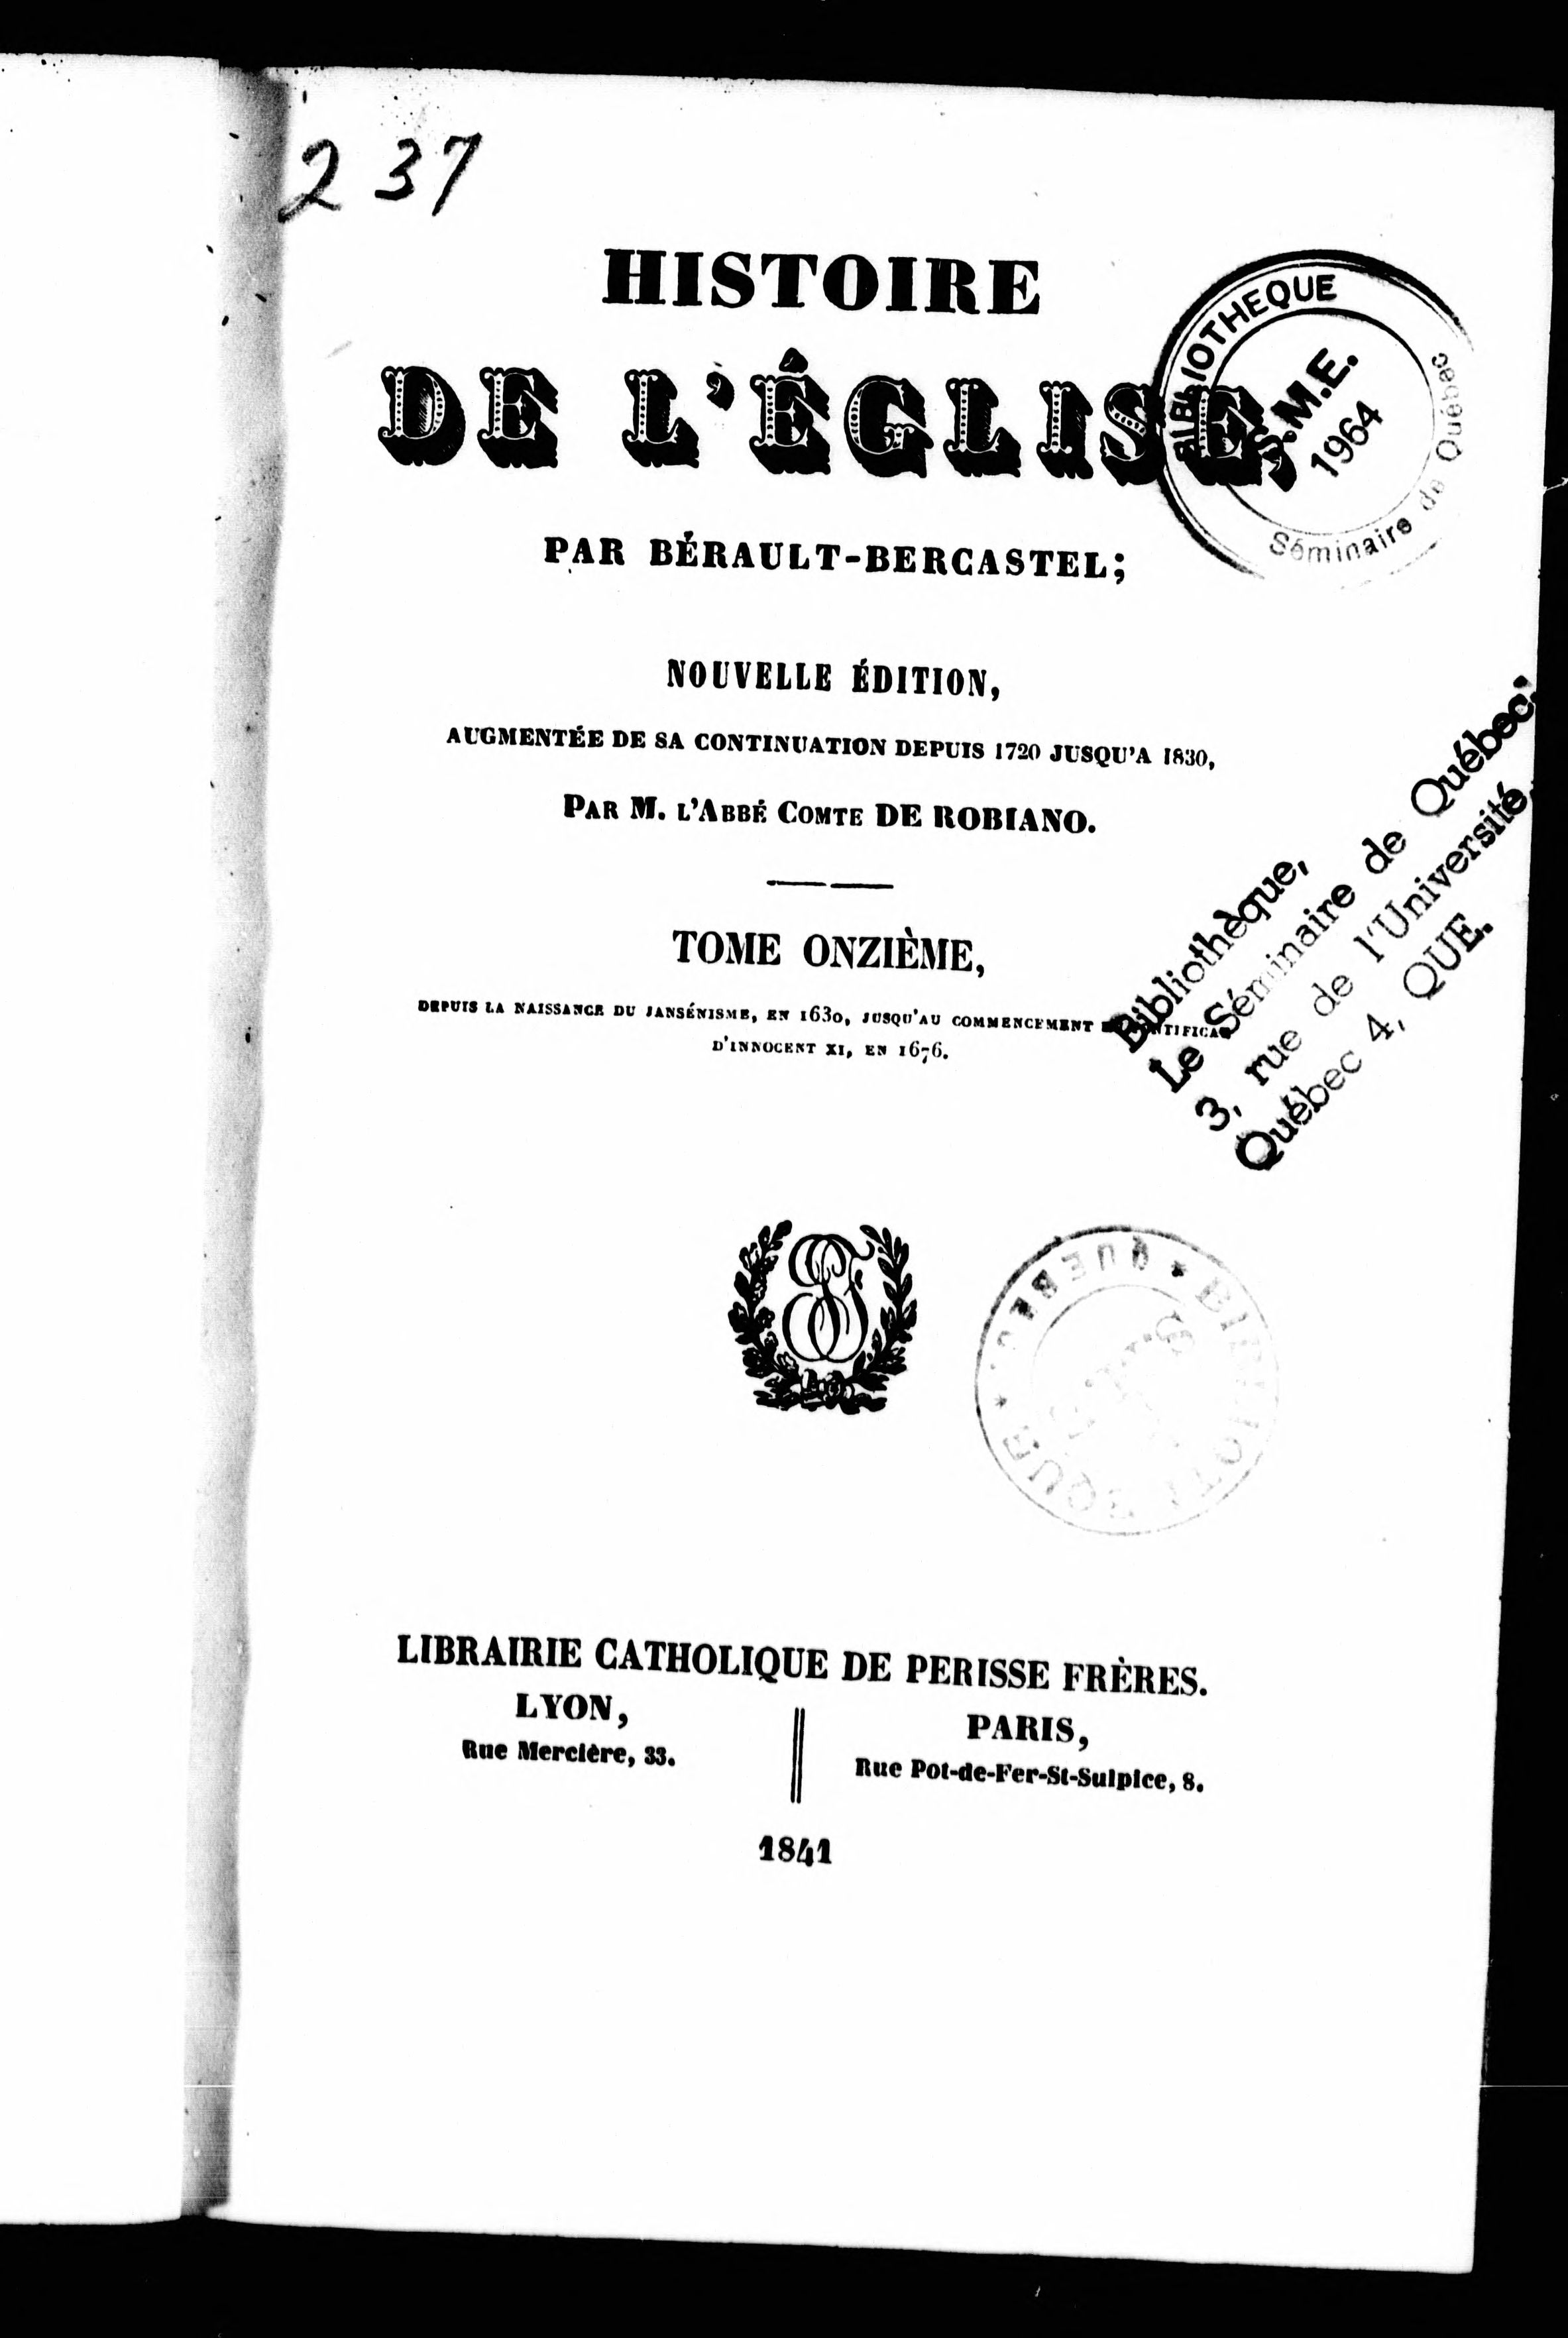 2 37
HISTOIRE
DE L'ÉGLISE,
PAR BÉRAULT-BERCASTEL;
NOUVELLE ÉDITION,
AUGMENTÉE DE SA CONTINUATION DEPUIS 1720 JUSQU'A 1830,
PAR M. L'ABBÉ COMTE DE ROBIANO.
TOME ONZIÈME,
DEPUIS LA NAISSANCE DU JANSÉNISME, EN 1630, JUSQU'AU COMMENCEMENT
D'INNOCENT XI, EN 1676.
BIBLIOTHEQUE
S.M.E.
1964
Séminaire de Québec
Bibliothèque,
Le Séminaire de Québec,
3, rue de l'Université,
Québec 4, QUE.
QUEBEC
LIBRAIRIE CATHOLIQUE DE PERISSE FRÈRES.
LYON,
Rue Mercière, 33.
PARIS,
Rue Pot-de-Fer-St-Sulpice, 8.
1841